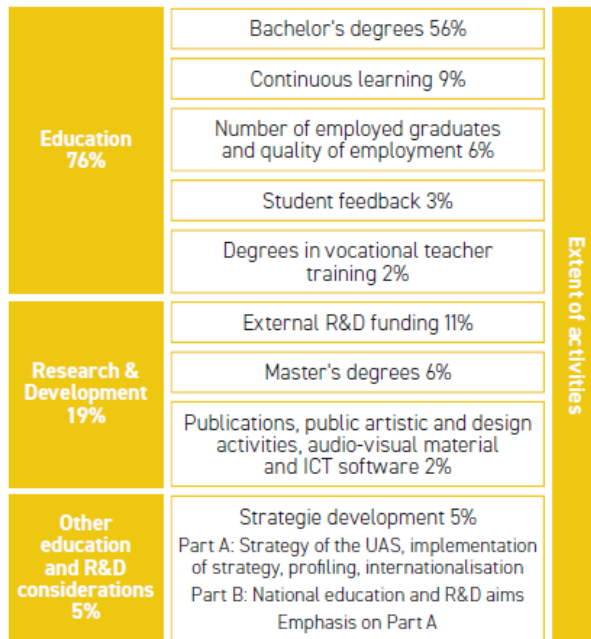 Education
76%
Bachelor's degrees 56%
Continuous learning 9%
Number of employed graduates
and quality of employment 6%
Student feedback 3%
Degrees in vocational teacher
training 2%
Research &
Development
19%
External R&D funding 11%
Master's degrees 6%
Publications, public artistic and design
activities, audio-visual material
and ICT software 2%
Other
education
and R&D
considerations
5%
Strategie development 5%
Part A: Strategy of the UAS, implementation
of strategy, profiling, internationalisation
Part B: National education and R&D aims
Emphasis on Part A
Extent of activities